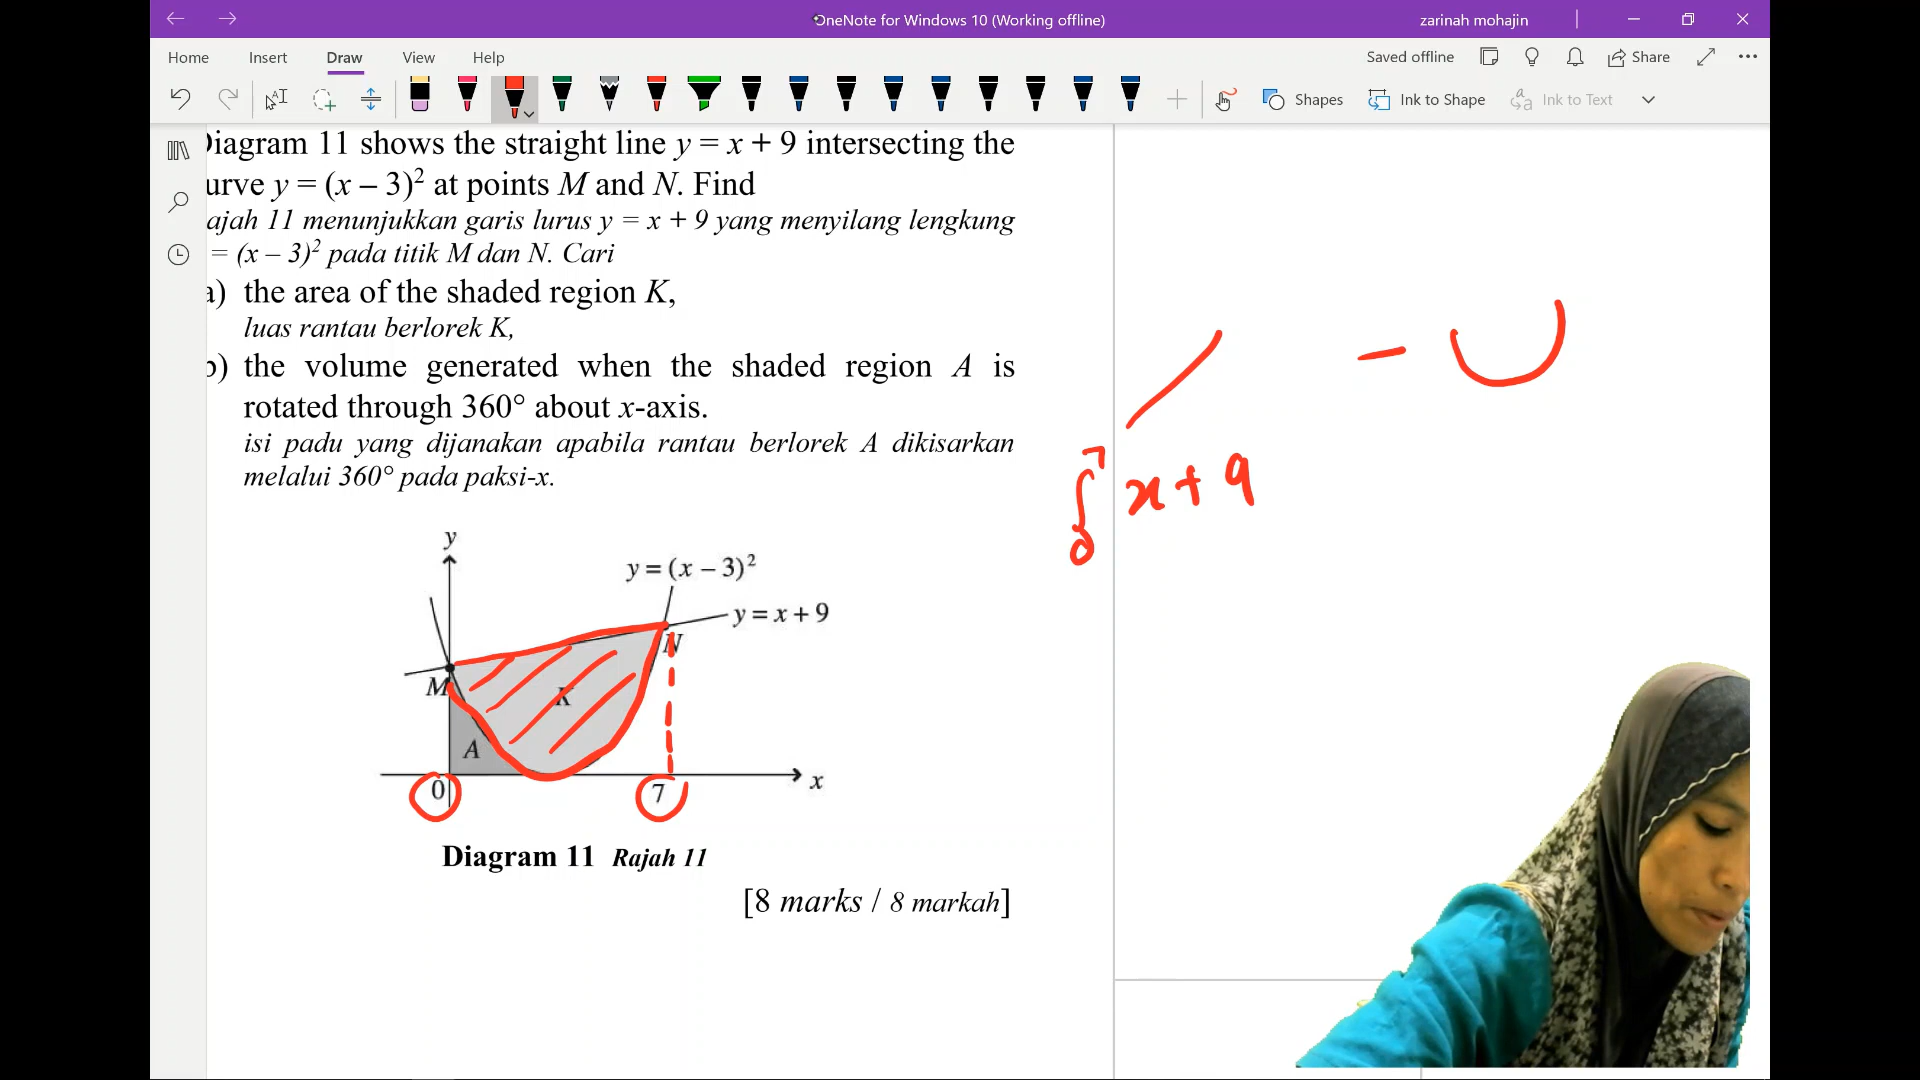 OneNote for Windows 10 (Working offline)
zarinah mohajin
Home Insert Draw View Help
Saved offline Share
Shapes Ink to Shape Ink to Text
Diagram 11 shows the straight line y = x + 9 intersecting the
urve y = (x – 3)² at points M and N. Find
ajah 11 menunjukkan garis lurus y = x + 9 yang menyilang lengkung
= (x – 3)² pada titik M dan N. Cari
a) the area of the shaded region K,
luas rantau berlorek K,
b) the volume generated when the shaded region A is
rotated through 360° about x-axis.
isi padu yang dijanakan apabila rantau berlorek A dikisarkan
melalui 360° pada paksi-x.
–
∫₀⁷ x + 9
y
y = (x – 3)²
y = x + 9
N
M
K
A
0
7
x
Diagram 11 Rajah 11
[8 marks / 8 markah]